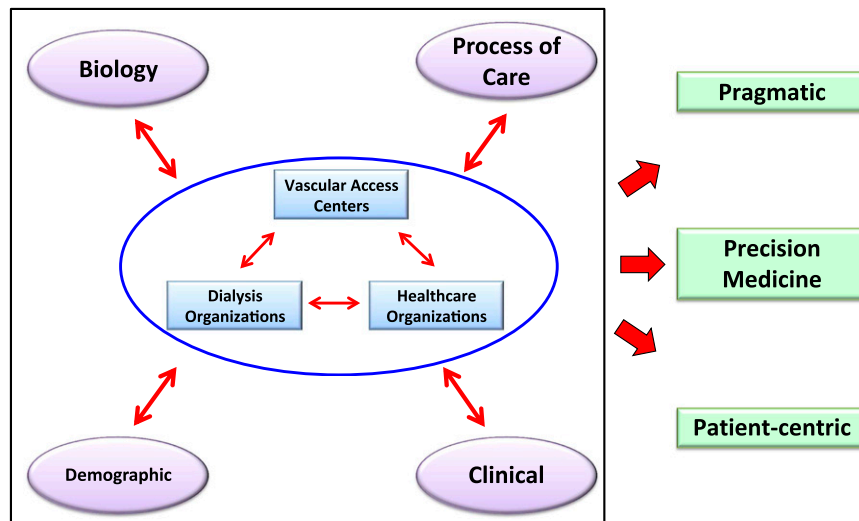 Biology
Process of
Care
Pragmatic
Vascular Access
Centers
Precision
Medicine
Dialysis
Organizations
Healthcare
Organizations
Demographic
Clinical
Patient-centric